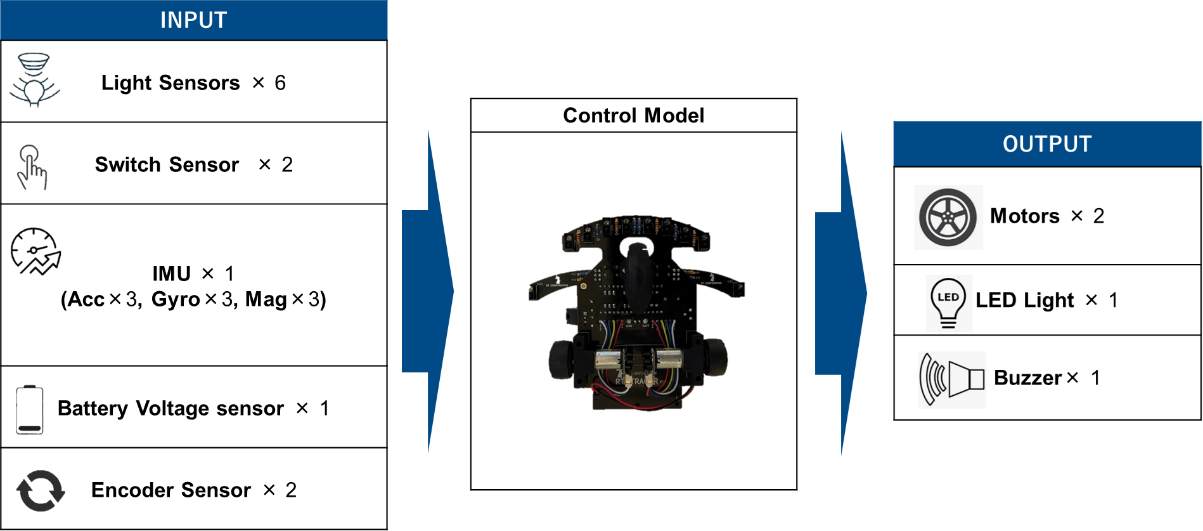 INPUT
Light Sensors × 6
Switch Sensor × 2
IMU × 1
(Acc×3, Gyro×3, Mag×3)
Battery Voltage sensor × 1
Encoder Sensor × 2
Control Model
OUTPUT
Motors × 2
LED
LED Light × 1
Buzzer× 1